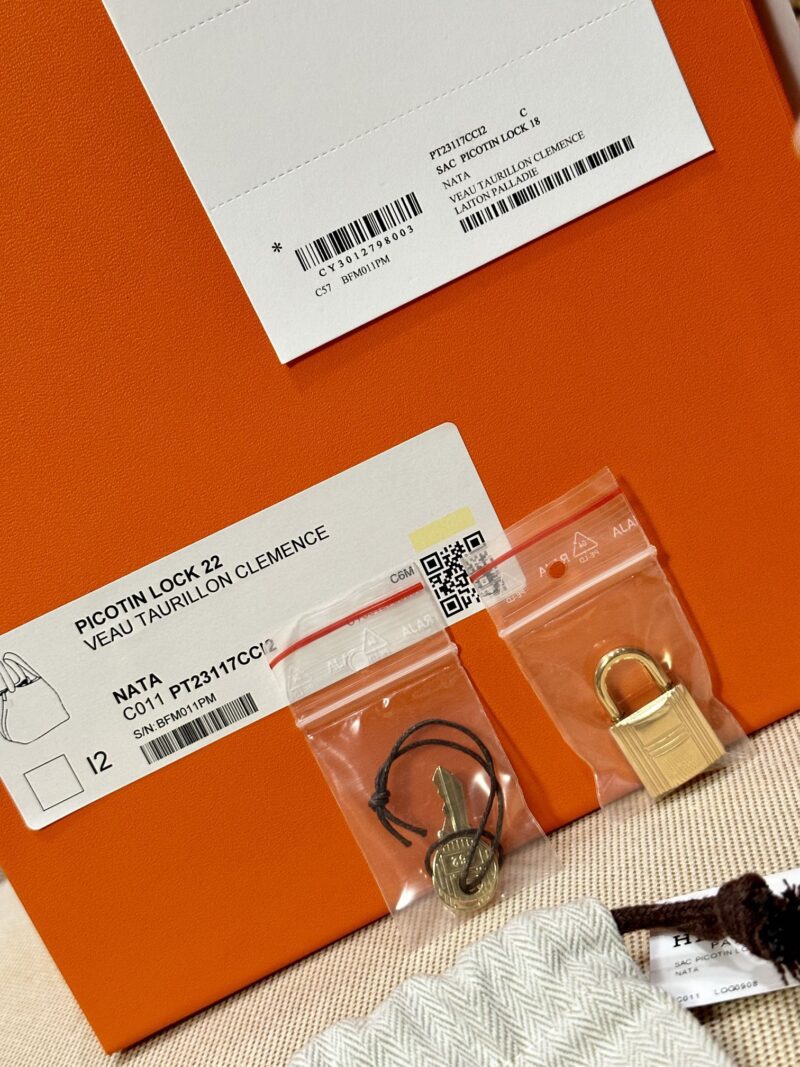 PT23117CCI2 C
SAC PICOTIN LOCK 18
NATA
VEAU TAURILLON CLEMENCE
LAITON PALLADIE
*
CY3012798003
C57 BFM011PM
PICOTIN LOCK 22
VEAU TAURILLON CLEMENCE
C6M
NATA
C011 PT23117CCI2
S/N:BFM011PM
I2
SAC PICOTIN LO
NATA
C011